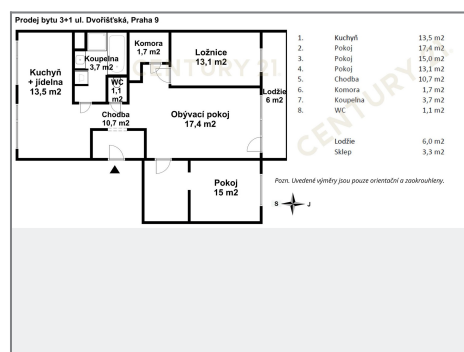 Prodej bytu 3+1 ul. Dvořišťská, Praha 9
Kuchyň
+ jídelna
13,5 m2
Koupelna
3,7 m2
WC
1,1
m2
Komora
1,7 m2
Ložnice
13,1 m2
Lodžie
6 m2
Chodba
10,7 m2
Obývací pokoj
17,4 m2
Pokoj
15 m2
CENTURY 21.
1. Kuchyň 13,5 m2
2. Pokoj 17,4 m2
3. Pokoj 15,0 m2
4. Pokoj 13,1 m2
5. Chodba 10,7 m2
6. Komora 1,7 m2
7. Koupelna 3,7 m2
8. WC 1,1 m2
Lodžie 6,0 m2
Sklep 3,3 m2
CENTURY 21.
Pozn. Uvedené výměry jsou pouze orientační a zaokrouhleny.
S J